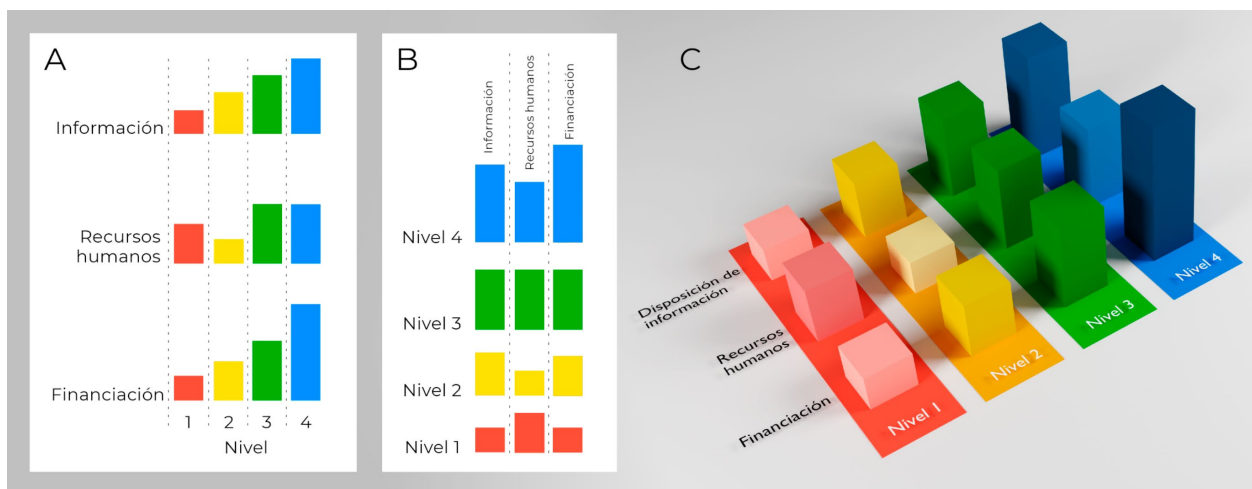 A
Información
Recursos
humanos
Financiación
1 2 3 4
Nivel
B
Información
Recursos humanos
Financiación
Nivel 4
Nivel 3
Nivel 2
Nivel 1
C
Disposición de
información
Recursos
humanos
Financiación
Nivel 1
Nivel 2
Nivel 3
Nivel 4